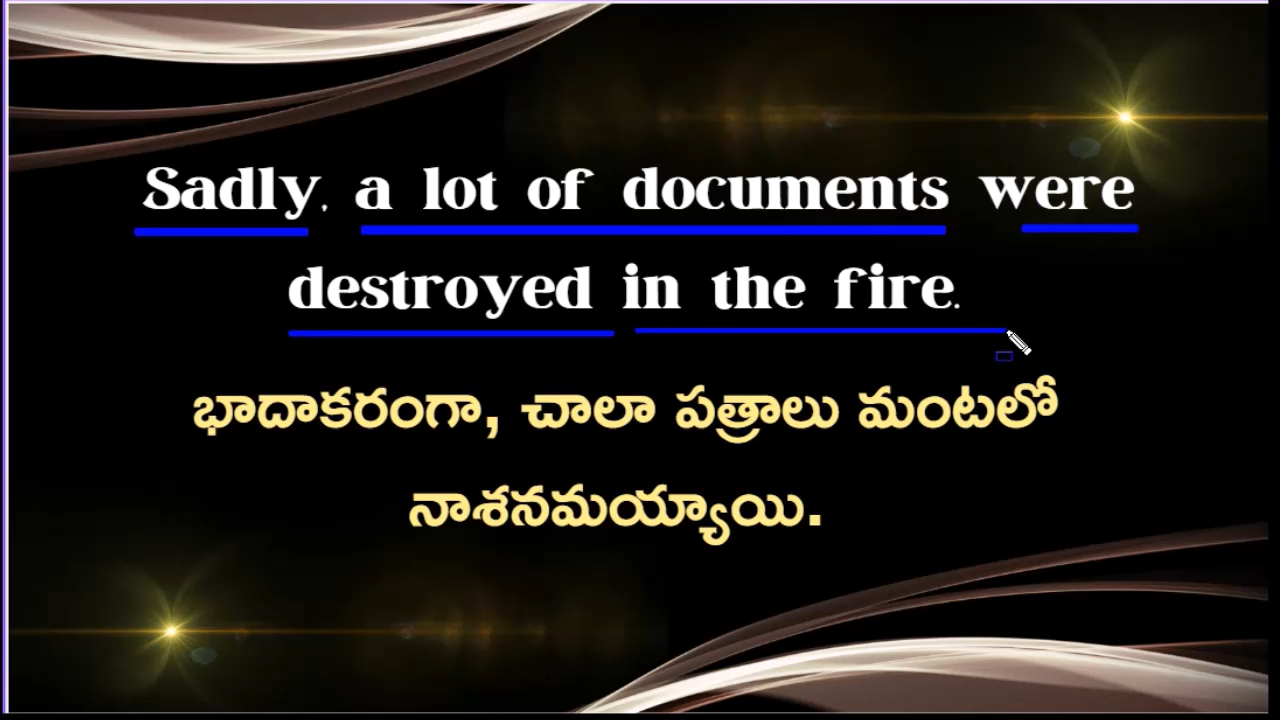 Sadly, a lot of documents were
destroyed in the fire.
భాదాకరంగా, చాలా పత్రాలు మంటలో
నాశనమయ్యాయి.